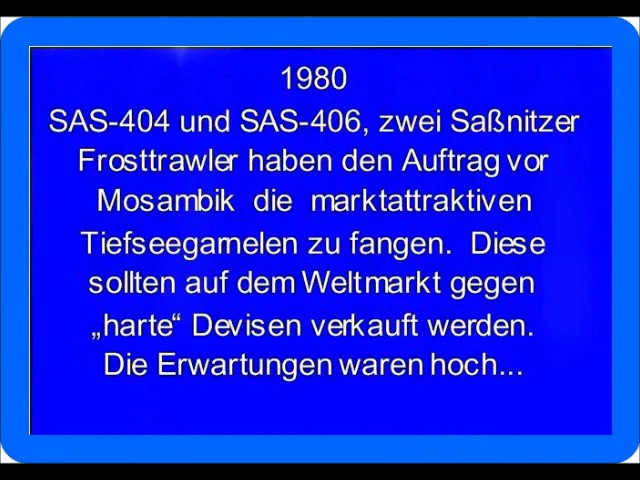 1980
SAS-404 und SAS-406, zwei Saßnitzer
Frosttrawler haben den Auftrag vor
Mosambik die marktattraktiven
Tiefseegarnelen zu fangen. Diese
sollten auf dem Weltmarkt gegen
„harte“ Devisen verkauft werden.
Die Erwartungen waren hoch...